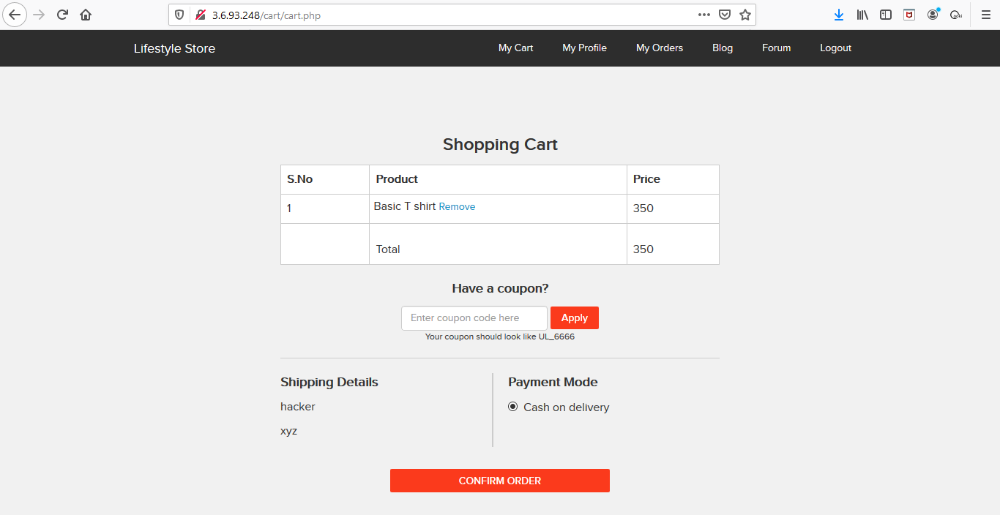 3.6.93.248/cart/cart.php
Lifestyle Store My Cart My Profile My Orders Blog Forum Logout
Shopping Cart
S.No Product Price
1 Basic T shirt Remove 350
Total 350
Have a coupon?
Enter coupon code here Apply
Your coupon should look like UL_6666
Shipping Details
hacker
xyz
Payment Mode
Cash on delivery
CONFIRM ORDER